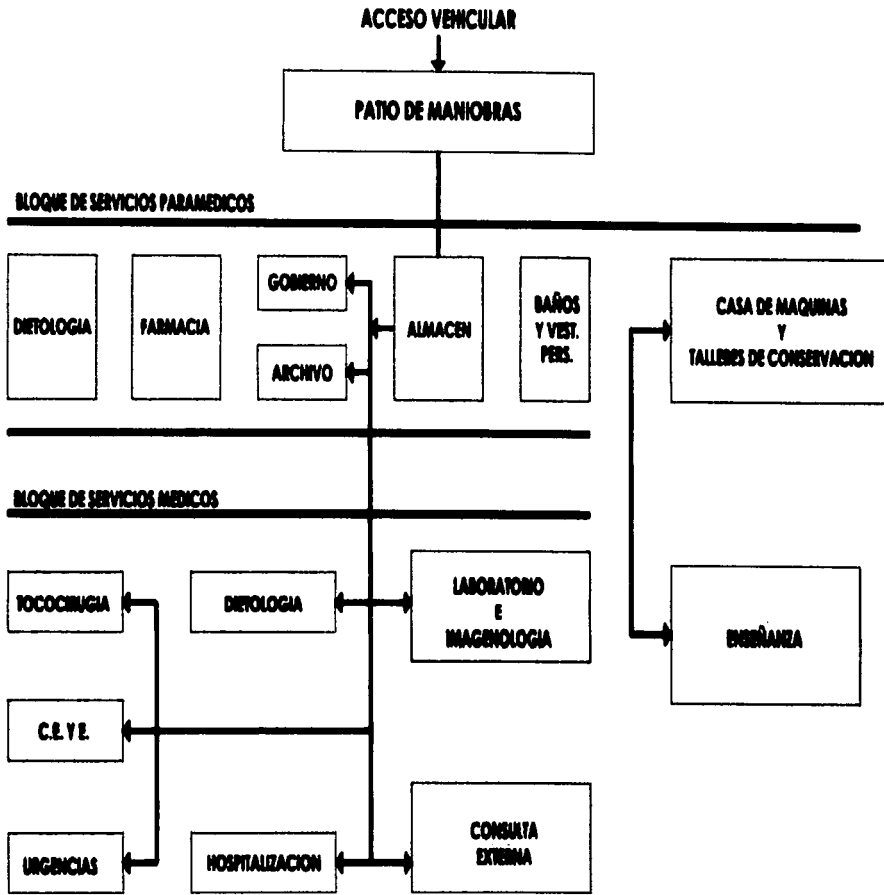 ACCESO VEHICULAR
PATIO DE MANIOBRAS
BLOQUE DE SERVICIOS PARAMEDICOS
DIETOLOGIA
FARMACIA
GOBIERNO
ARCHIVO
ALMACEN
BAÑOS
Y VEST.
PERS.
CASA DE MAQUINAS
Y
TALLERES DE CONSERVACION
BLOQUE DE SERVICIOS MEDICOS
TOCOCIRUGIA
DIETOLOGIA
LABORATORIO
E
IMAGENOLOGIA
ENSEÑANZA
C.E. Y E.
URGENCIAS
HOSPITALIZACION
CONSULTA
EXTERNA